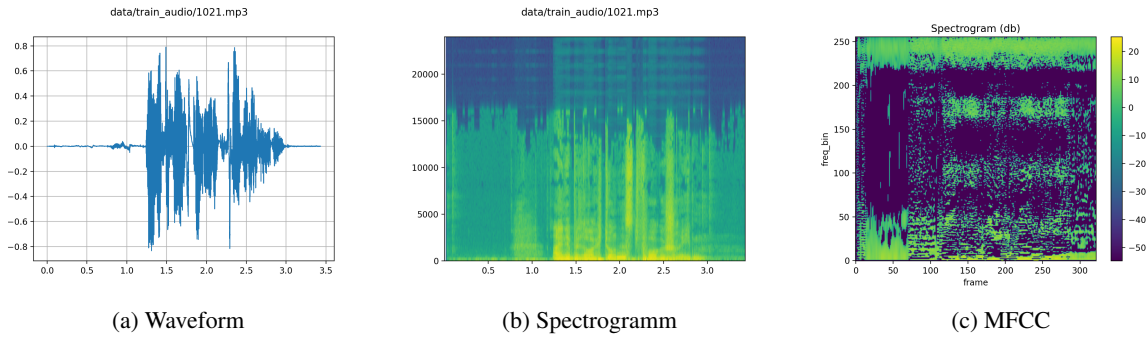 data/train_audio/1021.mp3
0.8
0.6
0.4
0.2
0.0
−0.2
−0.4
−0.6
−0.8
0.0 0.5 1.0 1.5 2.0 2.5 3.0 3.5
(a) Waveform
data/train_audio/1021.mp3
20000
15000
10000
5000
0
0.5 1.0 1.5 2.0 2.5 3.0
(b) Spectrogramm
Spectrogram (db)
freq_bin
250
200
150
100
50
0
0 50 100 150 200 250 300
frame
20
10
0
−10
−20
−30
−40
−50
(c) MFCC